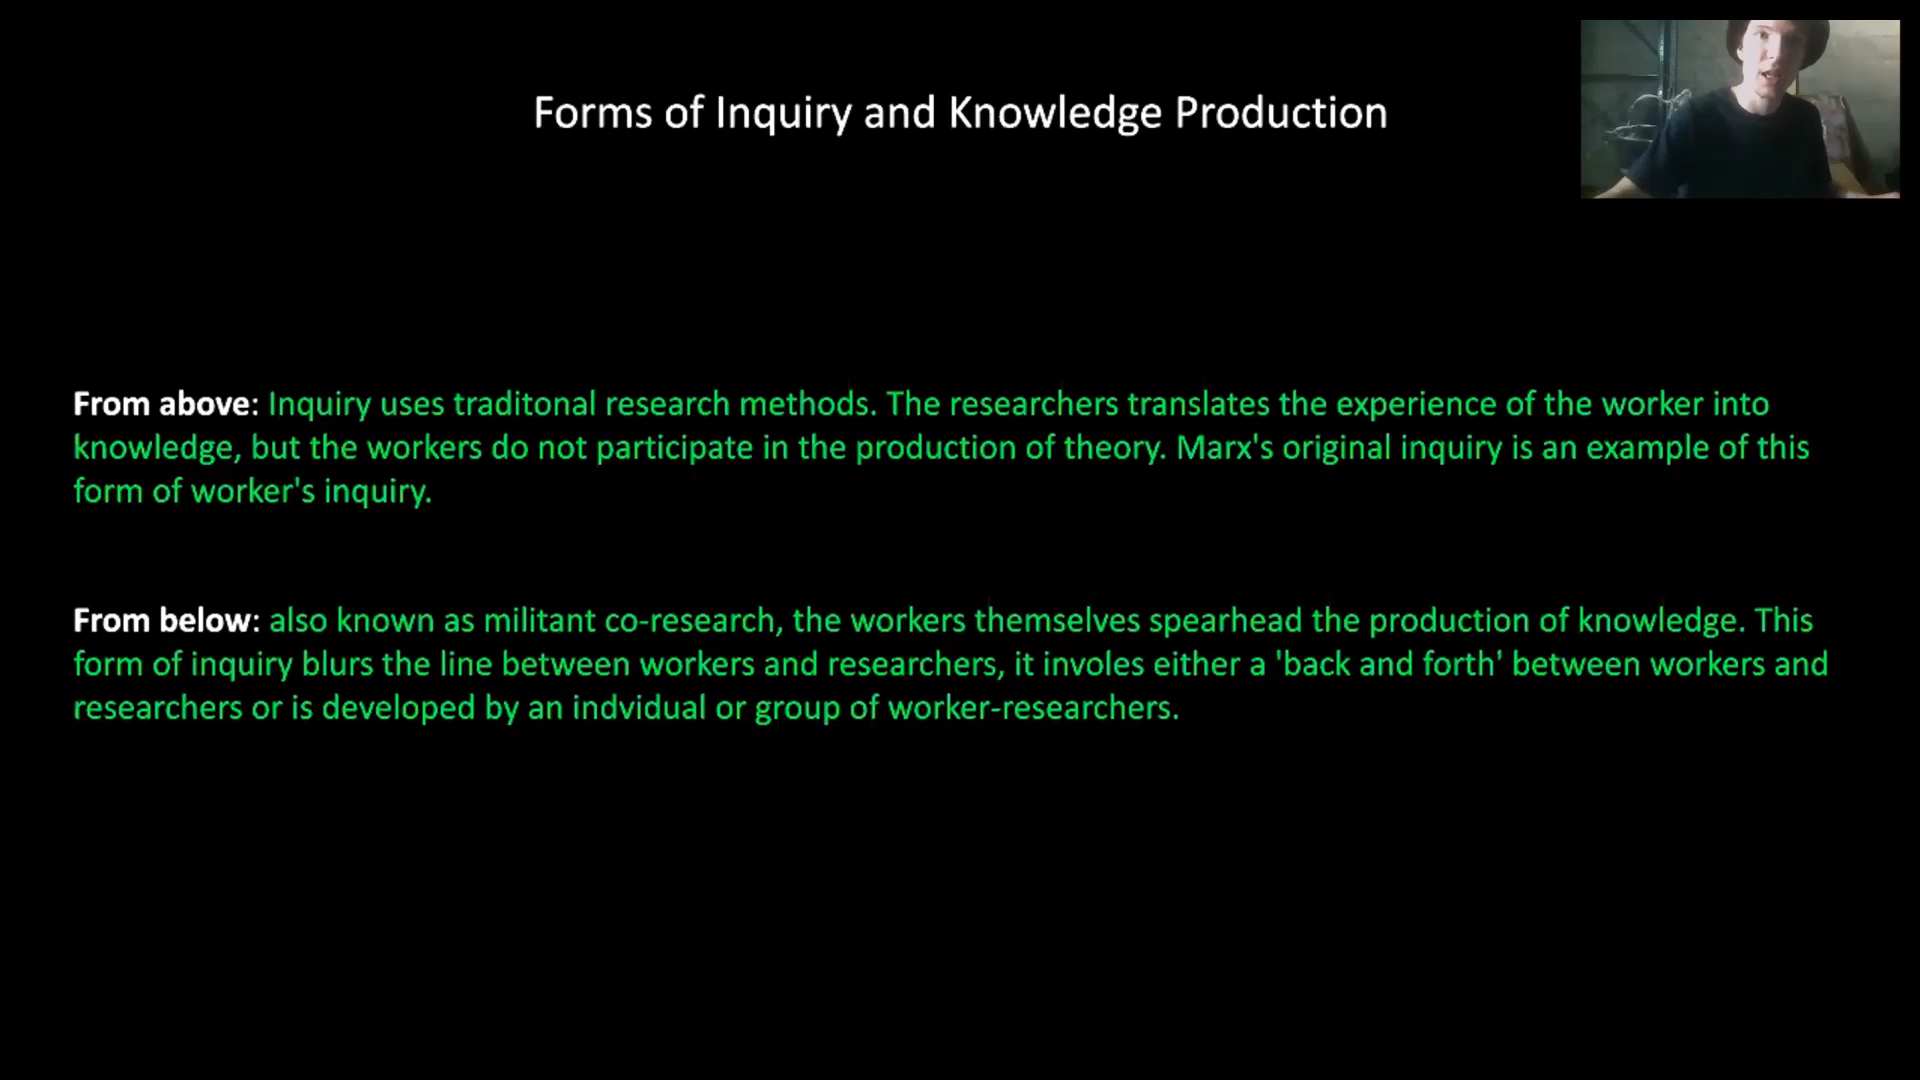 Forms of Inquiry and Knowledge Production
From above: Inquiry uses traditonal research methods. The researchers translates the experience of the worker into
knowledge, but the workers do not participate in the production of theory. Marx's original inquiry is an example of this
form of worker's inquiry.
From below: also known as militant co-research, the workers themselves spearhead the production of knowledge. This
form of inquiry blurs the line between workers and researchers, it involes either a 'back and forth' between workers and
researchers or is developed by an indvidual or group of worker-researchers.